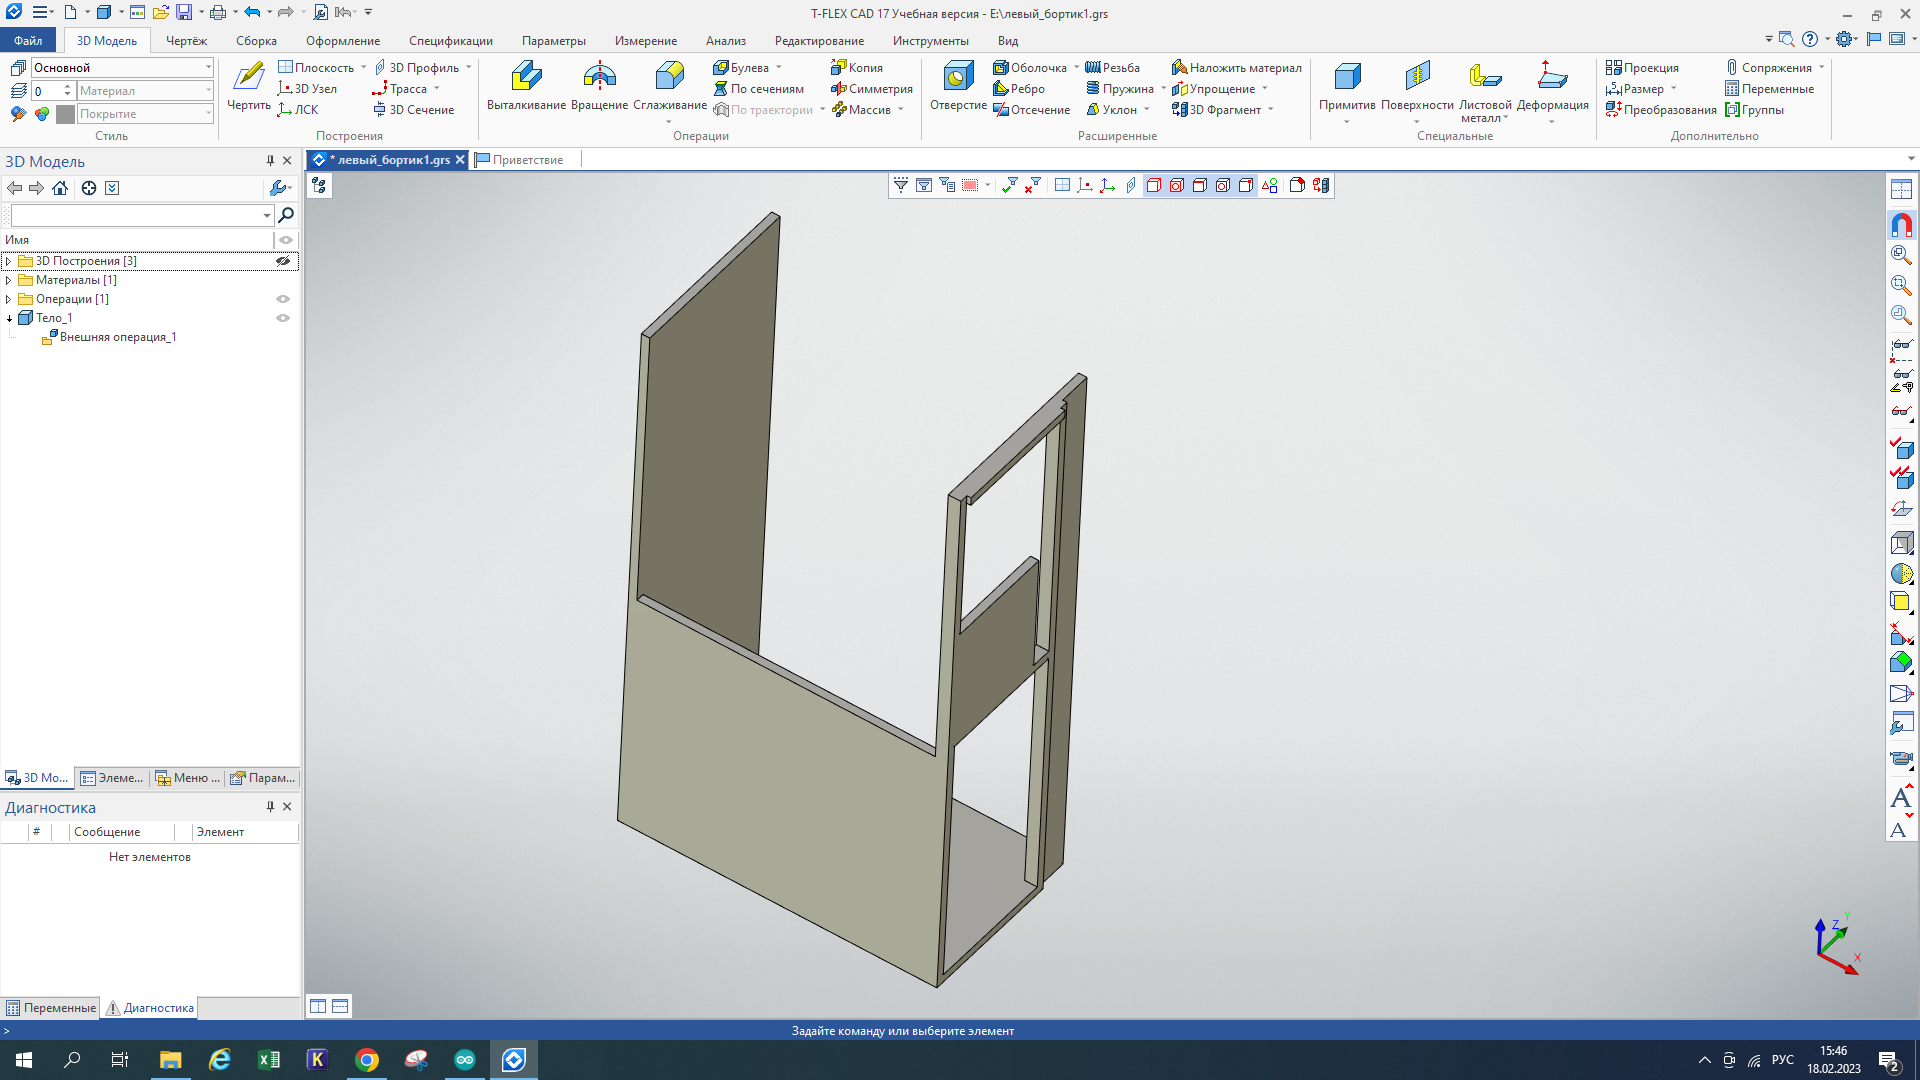 T-FLEX CAD 17 Учебная версия - E:\левый_бортик1.grs
Файл 3D Модель Чертёж Сборка Оформление Спецификации Параметры Измерение Анализ Редактирование Инструменты Вид
Основной
0 Материал
Покрытие
Стиль
Чертить
Плоскость
3D Узел
ЛСК
3D Профиль
Трасса
3D Сечение
Построения
Выталкивание Вращение Сглаживание
Булева
По сечениям
По траектории
Копия
Симметрия
Массив
Операции
Отверстие
Оболочка
Ребро
Отсечение
Резьба
Пружина
Уклон
Наложить материал
Упрощение
3D Фрагмент
Расширенные
Примитив Поверхности Листовой металл Деформация
Специальные
Проекция
Размер
Преобразования
Сопряжения
Переменные
Группы
Дополнительно
3D Модель
* левый_бортик1.grs
Приветствие
Имя
3D Построения [3]
Материалы [1]
Операции [1]
Тело_1
Внешняя операция_1
3D Мо... Элеме... Меню ... Парам...
Диагностика
# Сообщение Элемент
Нет элементов
Переменные Диагностика
Z Y
X
A
A
>
Задайте команду или выберите элемент
K
РУС
15:46
18.02.2023
2